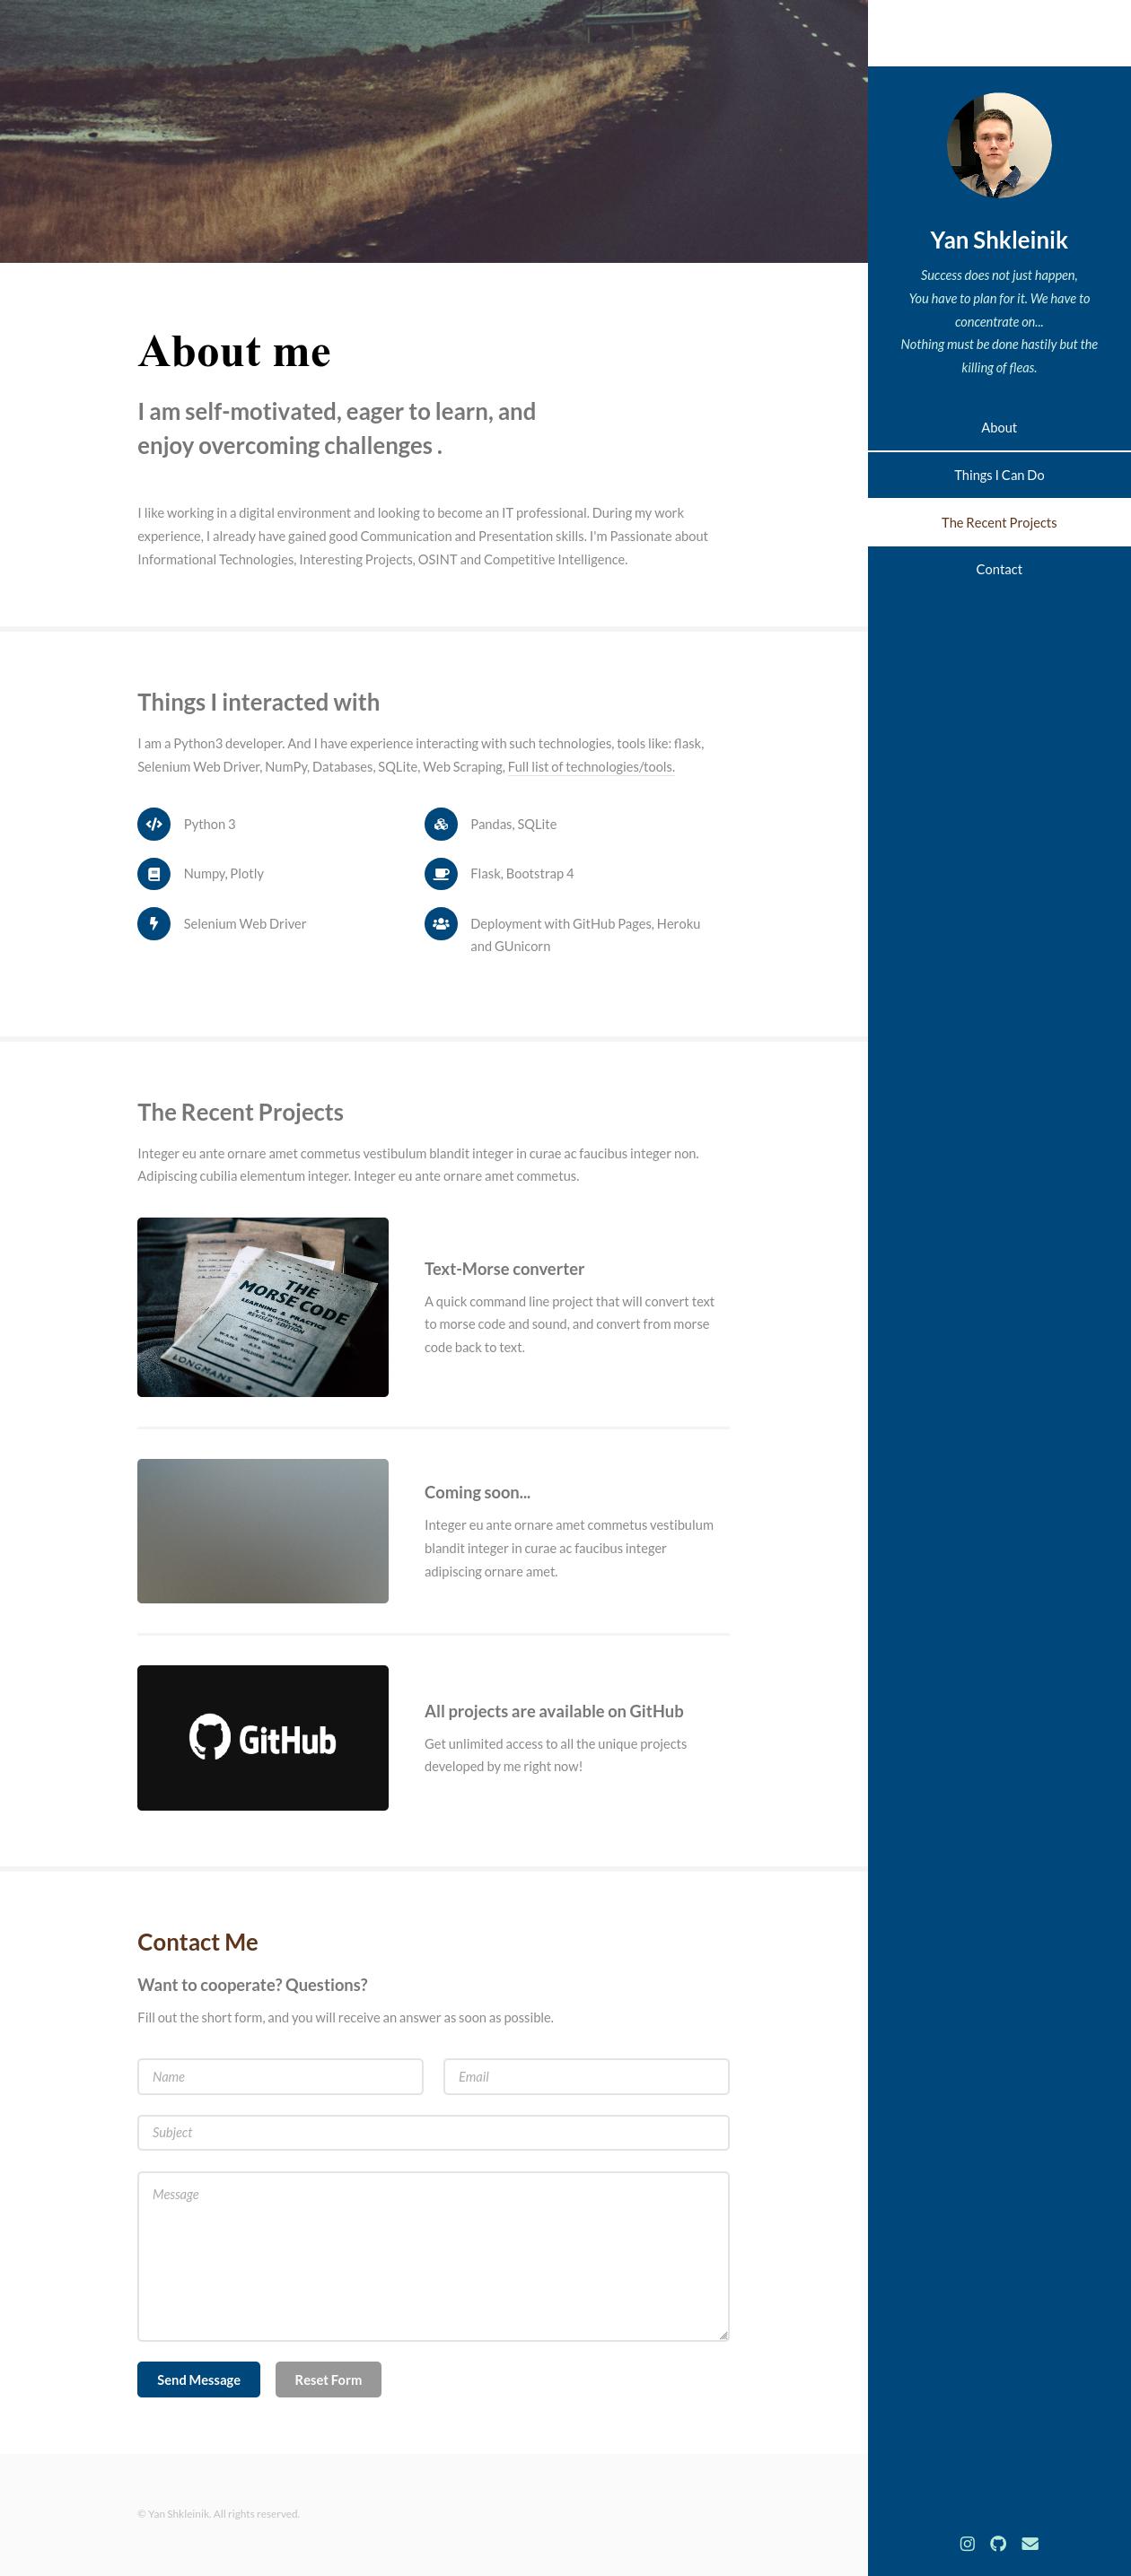 Yan Shkleinik
Success does not just happen,
You have to plan for it. We have to
concentrate on...
Nothing must be done hastily but the
killing of fleas.
About
Things I Can Do
The Recent Projects
Contact
About me
I am self-motivated, eager to learn, and
enjoy overcoming challenges .
I like working in a digital environment and looking to become an IT professional. During my work
experience, I already have gained good Communication and Presentation skills. I'm Passionate about
Informational Technologies, Interesting Projects, OSINT and Competitive Intelligence.
Things I interacted with
I am a Python3 developer. And I have experience interacting with such technologies, tools like: flask,
Selenium Web Driver, NumPy, Databases, SQLite, Web Scraping, Full list of technologies/tools.
Python 3
Pandas, SQLite
Numpy, Plotly
Flask, Bootstrap 4
Selenium Web Driver
Deployment with GitHub Pages, Heroku
and GUnicorn
The Recent Projects
Integer eu ante ornare amet commetus vestibulum blandit integer in curae ac faucibus integer non.
Adipiscing cubilia elementum integer. Integer eu ante ornare amet commetus.
THE
MORSE CODE
LEARNING & PRACTICE
REVISED EDITION
LONGMANS
Text-Morse converter
A quick command line project that will convert text
to morse code and sound, and convert from morse
code back to text.
Coming soon...
Integer eu ante ornare amet commetus vestibulum
blandit integer in curae ac faucibus integer
adipiscing ornare amet.
GitHub
All projects are available on GitHub
Get unlimited access to all the unique projects
developed by me right now!
Contact Me
Want to cooperate? Questions?
Fill out the short form, and you will receive an answer as soon as possible.
Name
Email
Subject
Message
Send Message
Reset Form
© Yan Shkleinik. All rights reserved.